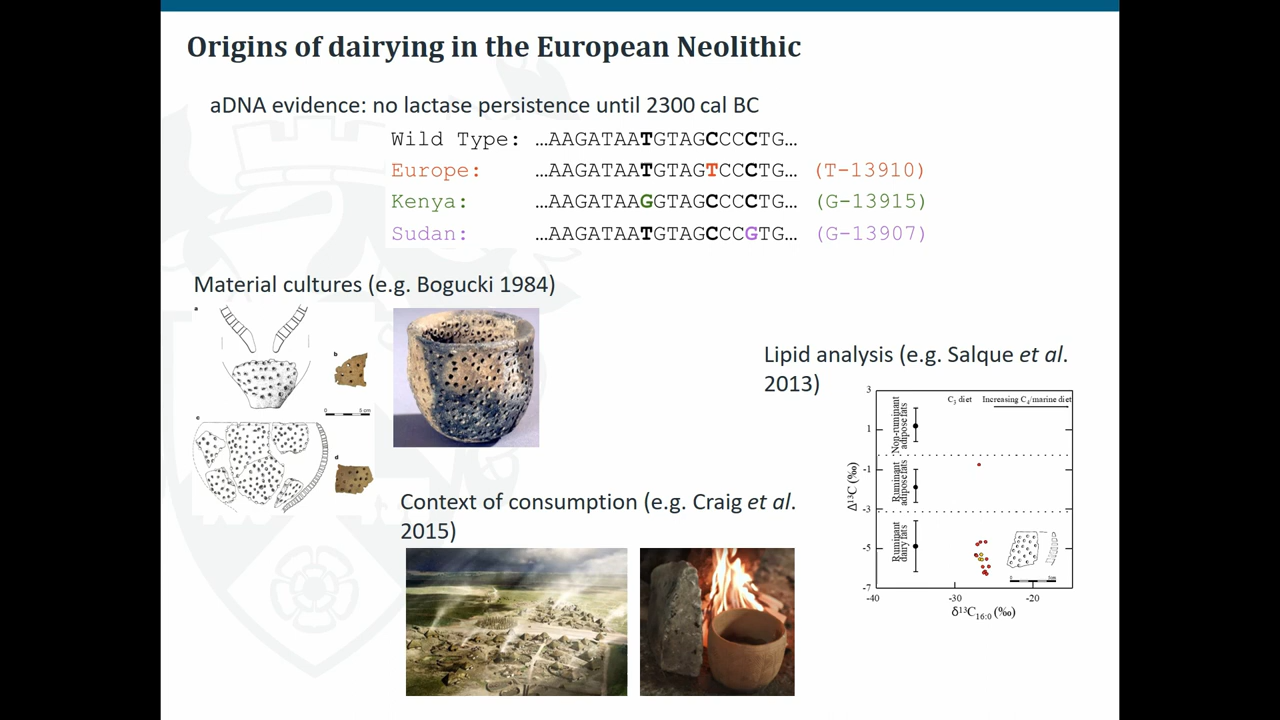 Origins of dairying in the European Neolithic
aDNA evidence: no lactase persistence until 2300 cal BC
Wild Type: …AAGATAATGTAGCCCCTG…
Europe: …AAGATAATGTAGTCCCTG… (T-13910)
Kenya: …AAGATAAGGTAGCCCCTG… (G-13915)
Sudan: …AAGATAATGTAGCCCGTG… (G-13907)
Material cultures (e.g. Bogucki 1984)
a
b
c
0 5 cm
d
Context of consumption (e.g. Craig et al.
2015)
Lipid analysis (e.g. Salque et al.
2013)
C3 diet Increasing C4/marine diet
Non-ruminant
adipose fats
Ruminant
adipose fats
Ruminant
dairy fats
Δ13C (‰)
3
1
-1
-3
-5
-7
-40 -30 -20
δ13C16:0 (‰)